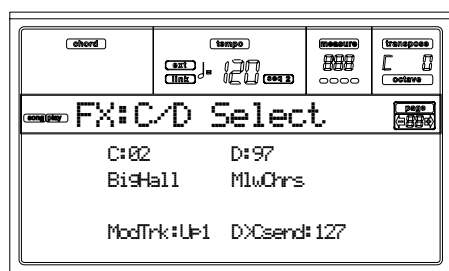 chord tempo measure transpose
ext link = 120 seq 2 888 C 0
octave
song play FX:C/D Select page 88
C:02 D:97
BigHall MlwChrs
ModTrk:Up1 D>Csend:127